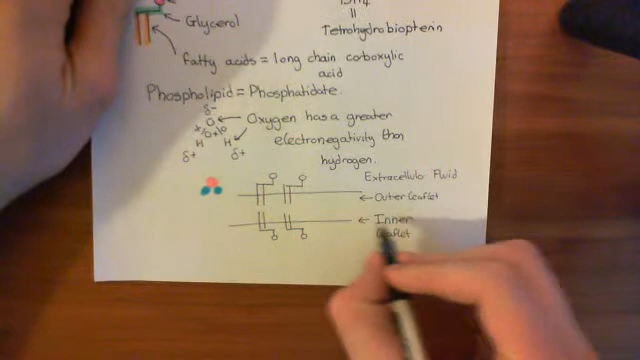 BH4
=
Glycerol
Tetrahydrobiopterin
Fatty acids = long chain carboxylic
acid
Phospholipid = Phosphatidate.
δ-
O ← Oxygen has a greater
H H electronegativity than
δ+ δ+
hydrogen.
Extracellula Fluid
← Outer leaflet
← Inner
leaflet